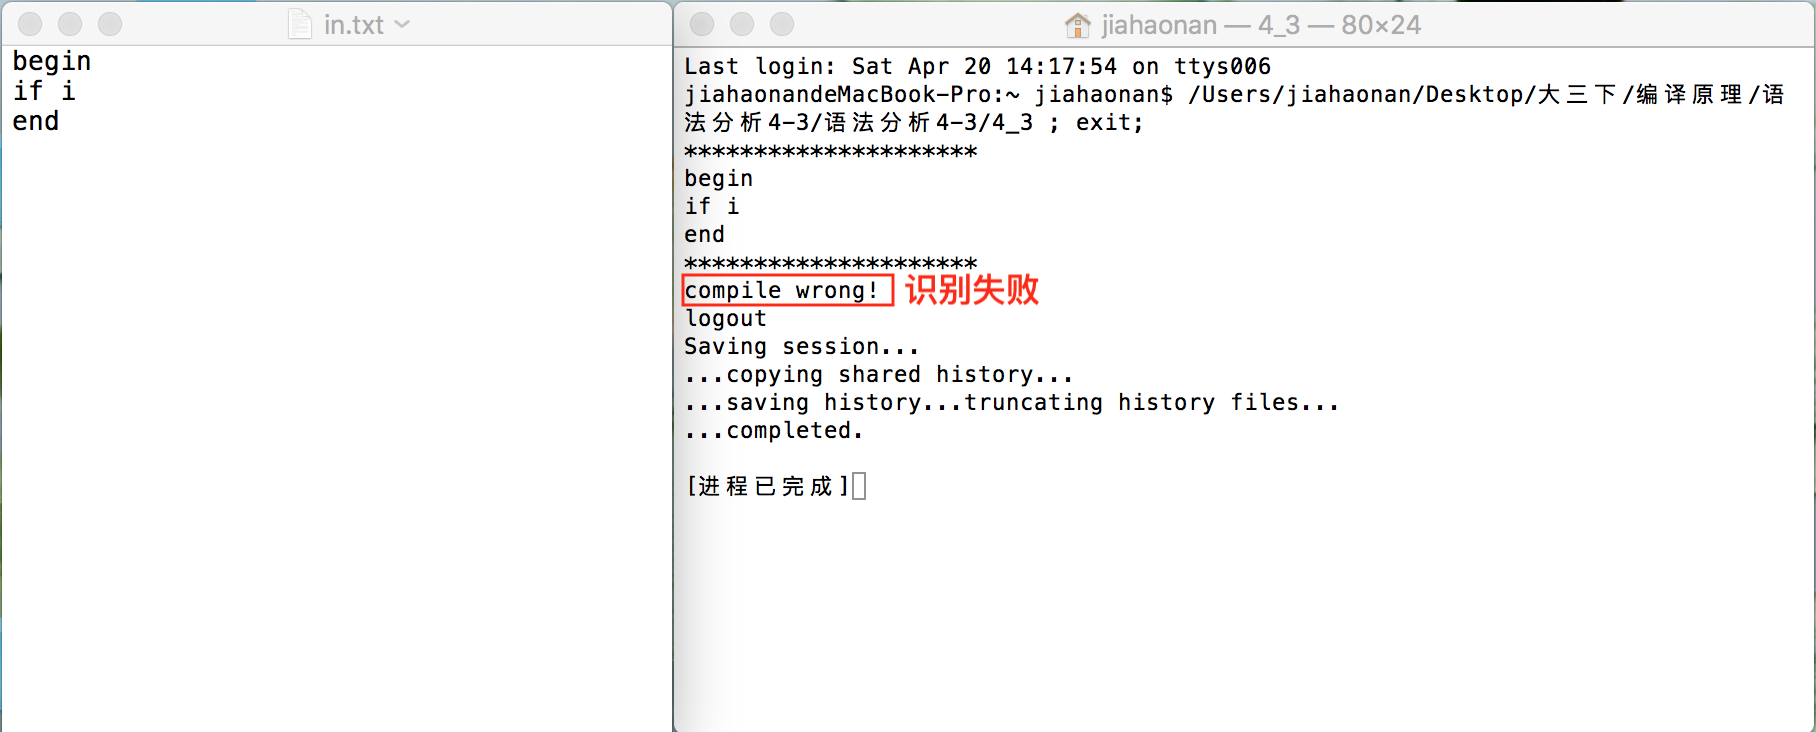 in.txt
begin
if i
end
jiahaonan — 4_3 — 80×24
Last login: Sat Apr 20 14:17:54 on ttys006
jiahaonandeMacBook-Pro:~ jiahaonan$ /Users/jiahaonan/Desktop/大三下/编译原理/语
法分析4-3/语法分析4-3/4_3 ; exit;
*********************
begin
if i
end
*********************
compile wrong! 识别失败
logout
Saving session...
...copying shared history...
...saving history...truncating history files...
...completed.
[进程已完成]